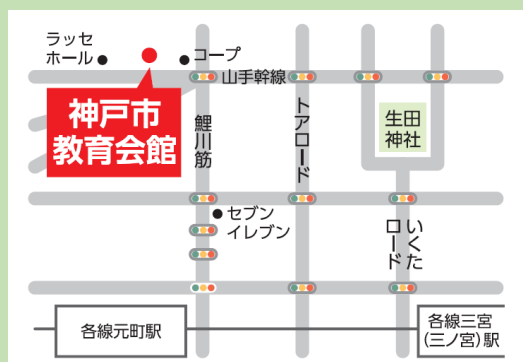 ラッセ
ホール
コープ
山手幹線
神戸市
教育会館
鯉川筋
トアロード
生田
神社
セブン
イレブン
いくた
ロード
各線元町駅
各線三宮
(三ノ宮)駅